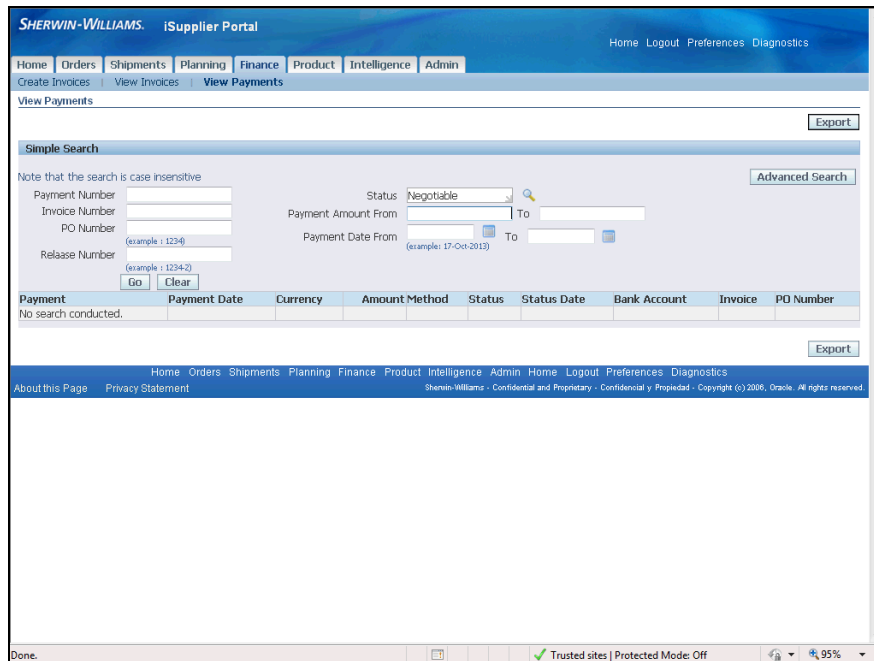 SHERWIN-WILLIAMS. iSupplier Portal
Home Logout Preferences Diagnostics
Home Orders Shipments Planning Finance Product Intelligence Admin
Create Invoices | View Invoices | View Payments
View Payments
Export
Simple Search
Note that the search is case insensitive
Advanced Search
Payment Number
Status Negotiable
Invoice Number
Payment Amount From To
PO Number
(example : 1234)
Payment Date From To
(example: 17-Oct-2013)
Relaase Number
(example : 1234-2)
Go Clear
Payment Payment Date Currency Amount Method Status Status Date Bank Account Invoice PO Number
No search conducted.
Export
Home Orders Shipments Planning Finance Product Intelligence Admin Home Logout Preferences Diagnostics
About this Page Privacy Statement Sherwin-Williams - Confidential and Proprietary - Confidencial y Propiedad - Copyright (c) 2006, Oracle. All rights reserved.
Done. Trusted sites | Protected Mode: Off 95%